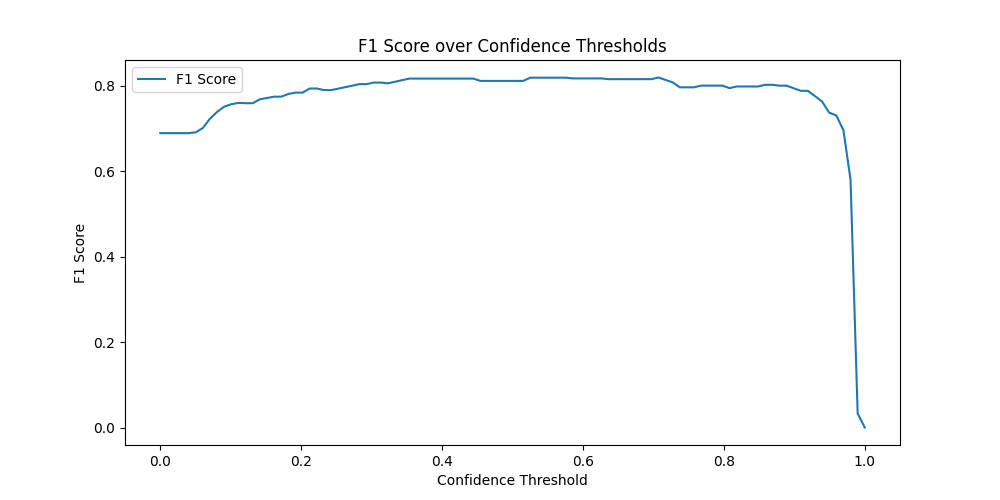 F1 Score over Confidence Thresholds
F1 Score
0.8
0.6
0.4
0.2
0.0
F1 Score
0.0 0.2 0.4 0.6 0.8 1.0
Confidence Threshold